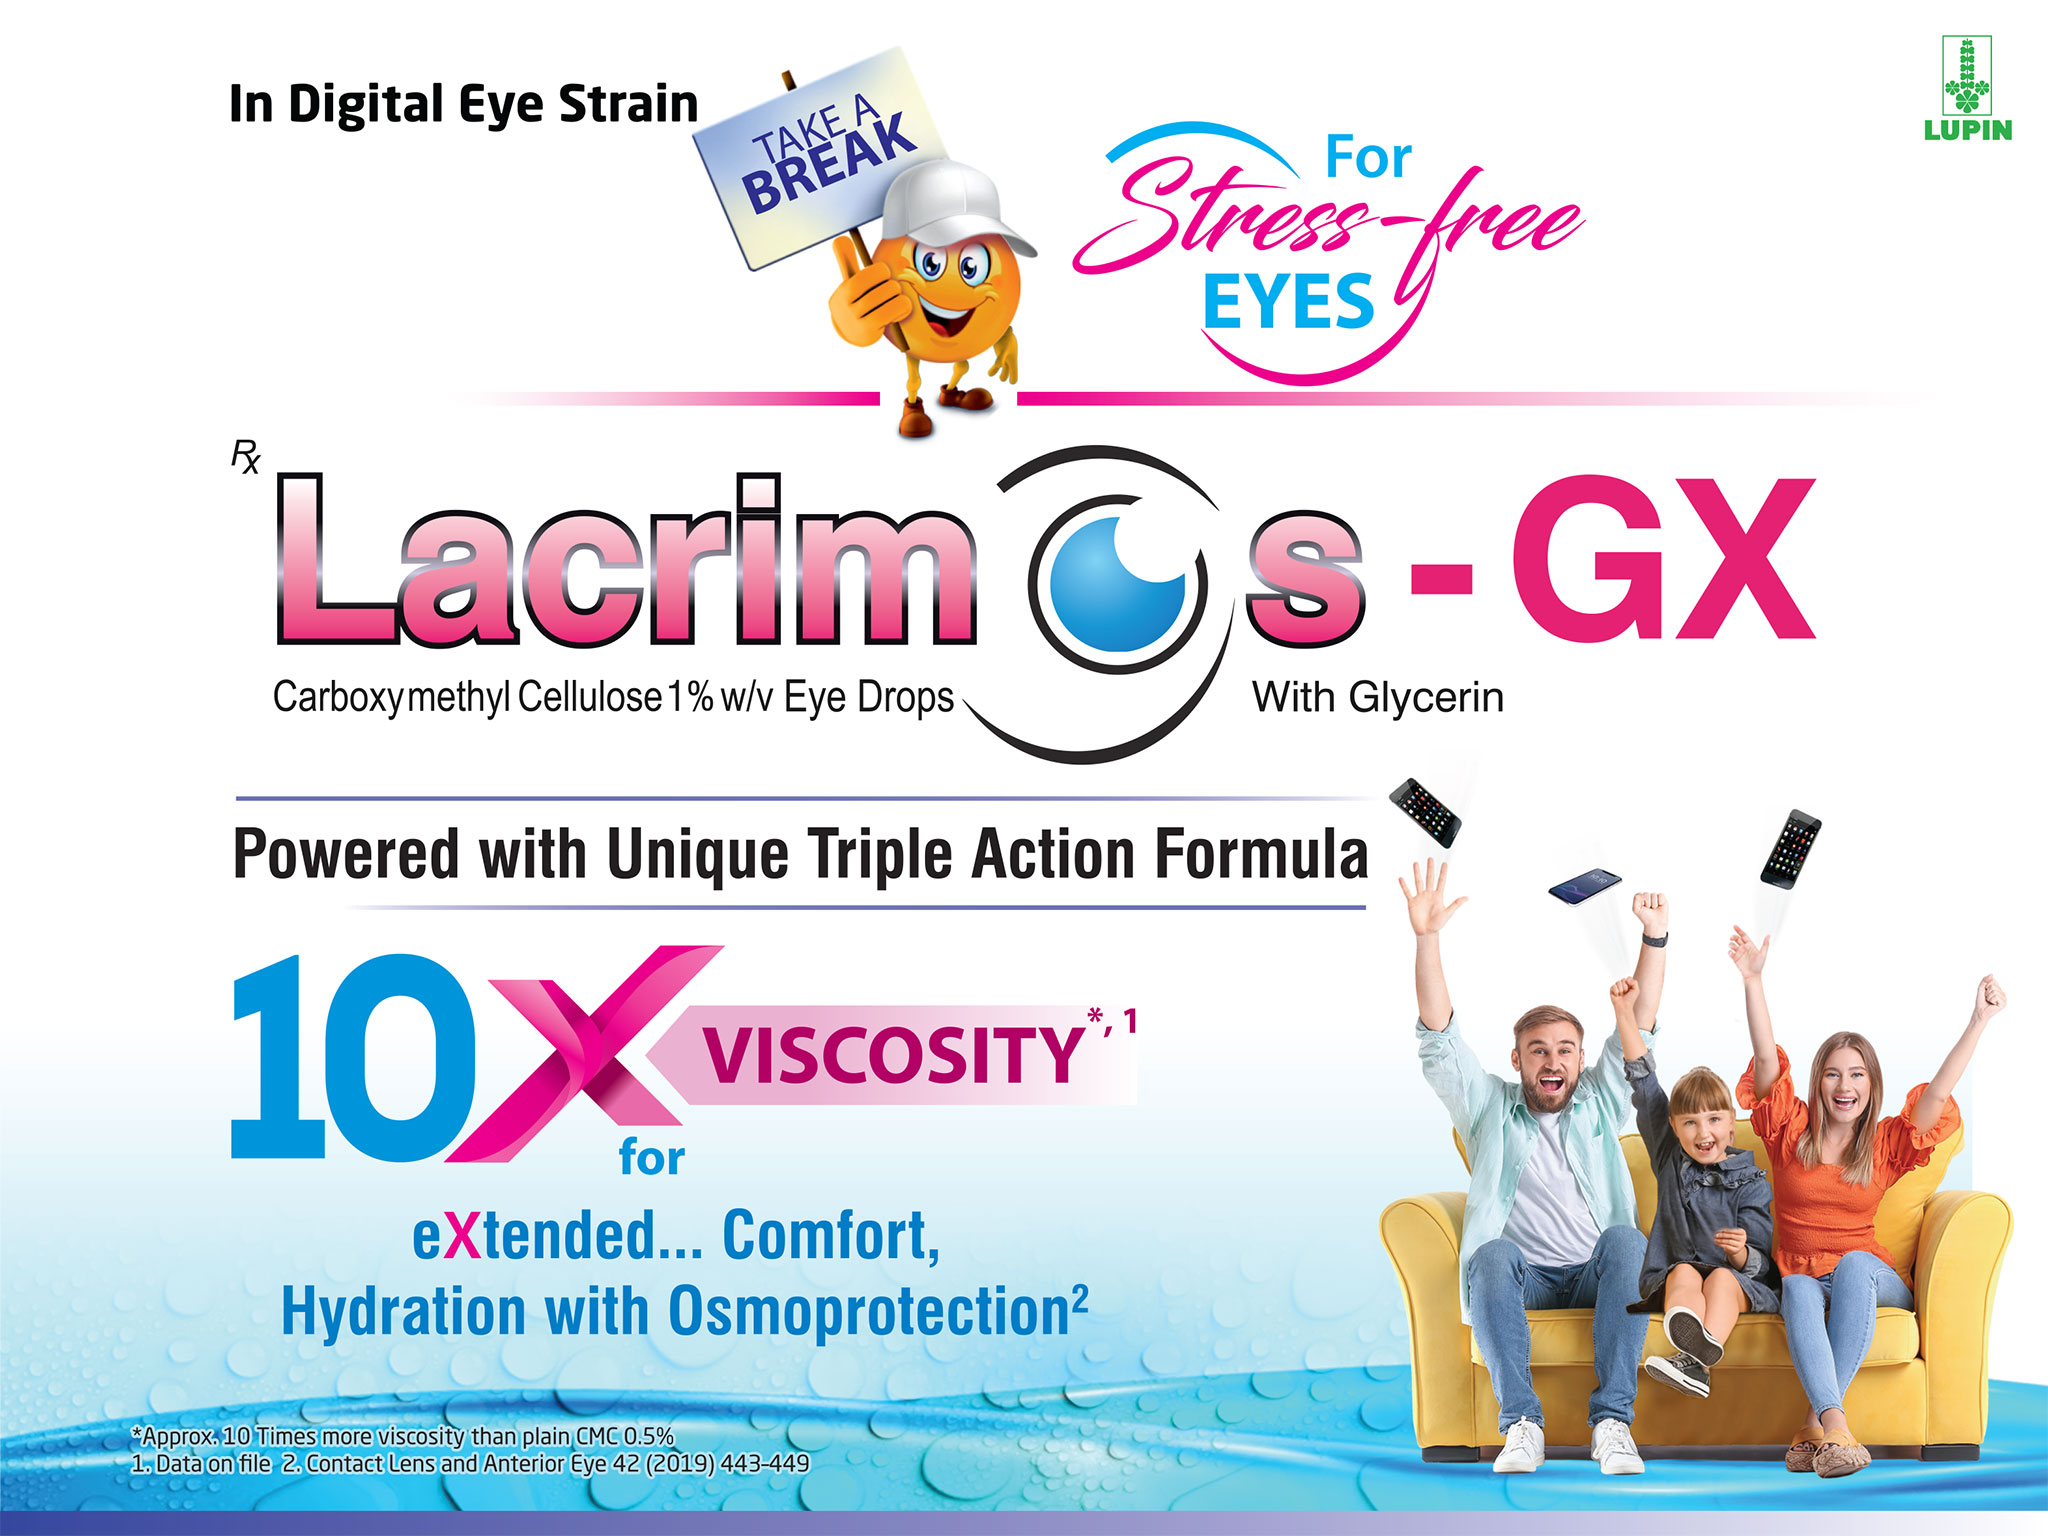 In Digital Eye Strain
TAKE A
BREAK
For
Stress-free
EYES
LUPIN
Rx
Lacrimos - GX
Carboxymethyl Cellulose 1% w/v Eye Drops
With Glycerin
Powered with Unique Triple Action Formula
10X VISCOSITY*, 1
for
eXtended... Comfort,
Hydration with Osmoprotection2
*Approx. 10 Times more viscosity than plain CMC 0.5%
1. Data on file 2. Contact Lens and Anterior Eye 42 (2019) 443-449